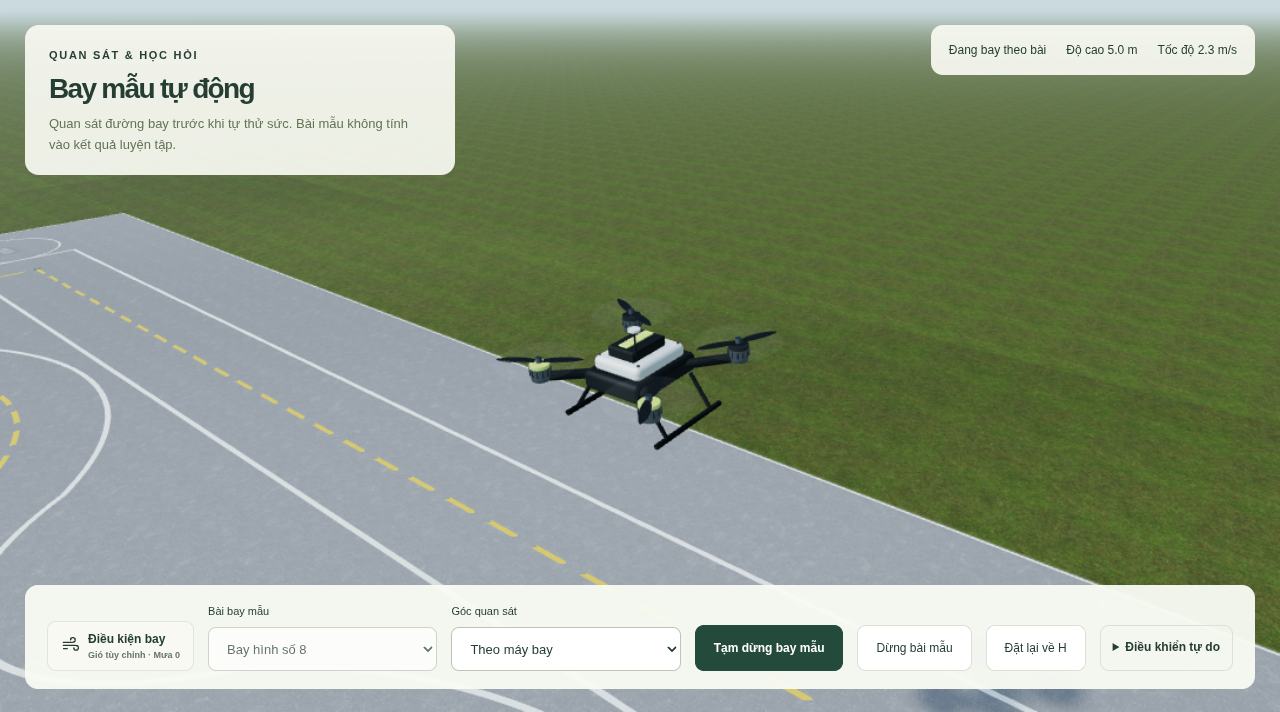 QUAN SÁT & HỌC HỎI
Bay mẫu tự động
Quan sát đường bay trước khi tự thử sức. Bài mẫu không tính
vào kết quả luyện tập.
Đang bay theo bài
Độ cao 5.0 m
Tốc độ 2.3 m/s
Điều kiện bay
Gió tùy chỉnh · Mưa 0
Bài bay mẫu
Bay hình số 8
Góc quan sát
Theo máy bay
Tạm dừng bay mẫu
Dừng bài mẫu
Đặt lại về H
Điều khiển tự do